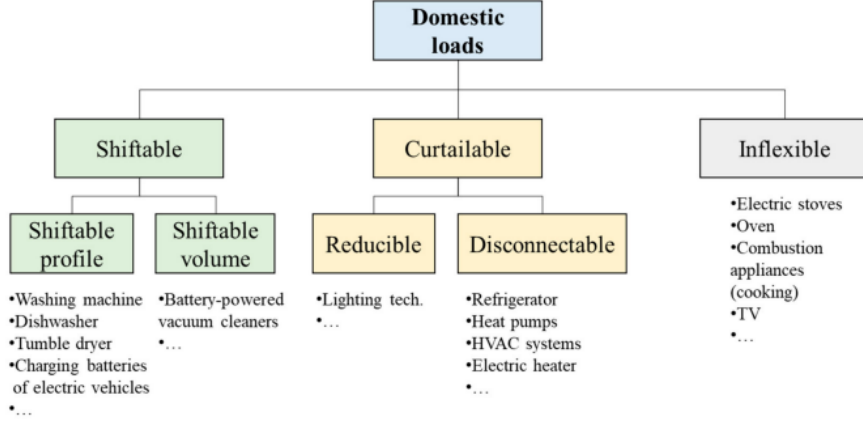 Domestic
loads
Shiftable
Curtailable
Inflexible
Shiftable
profile
Shiftable
volume
Reducible
Disconnectable
•Washing machine
•Dishwasher
•Tumble dryer
•Charging batteries
of electric vehicles
•…
•Battery-powered
vacuum cleaners
•…
•Lighting tech.
•…
•Refrigerator
•Heat pumps
•HVAC systems
•Electric heater
•…
•Electric stoves
•Oven
•Combustion
appliances
(cooking)
•TV
•…